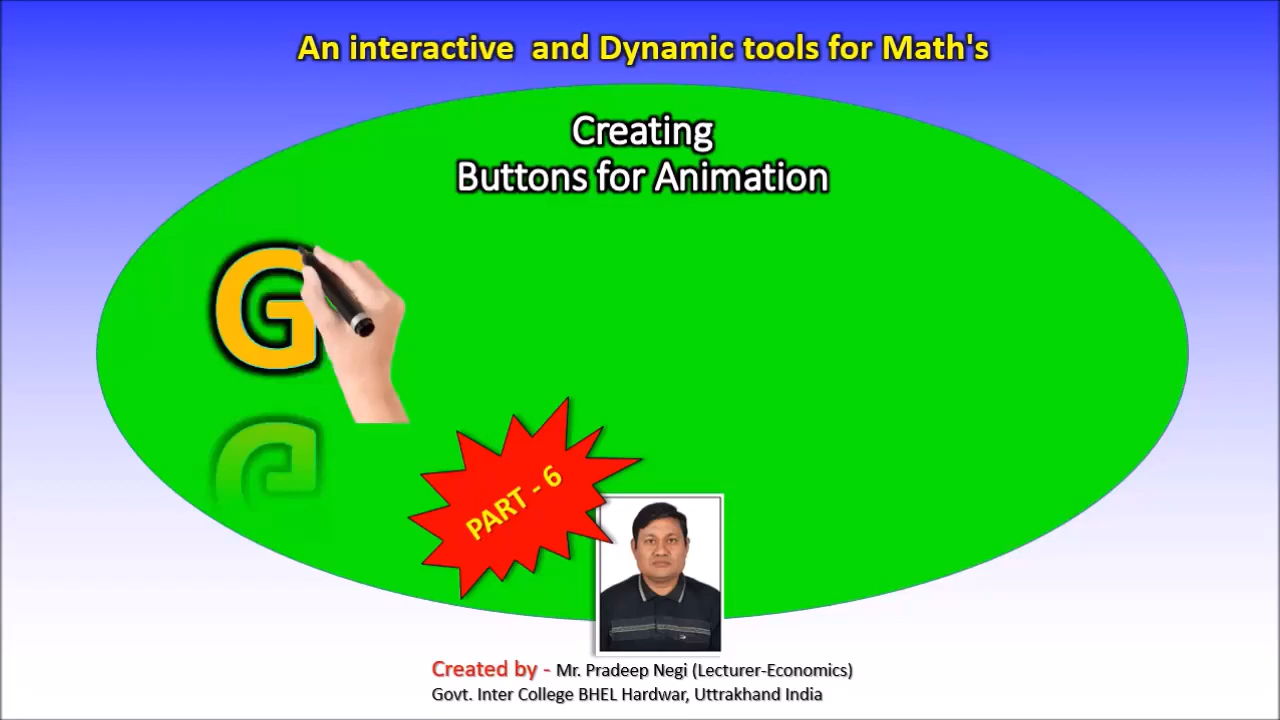 An interactive  and Dynamic tools for Math's
Creating
Buttons for Animation
G
PART - 6
Created by - Mr. Pradeep Negi (Lecturer-Economics)
Govt. Inter College BHEL Hardwar, Uttrakhand India